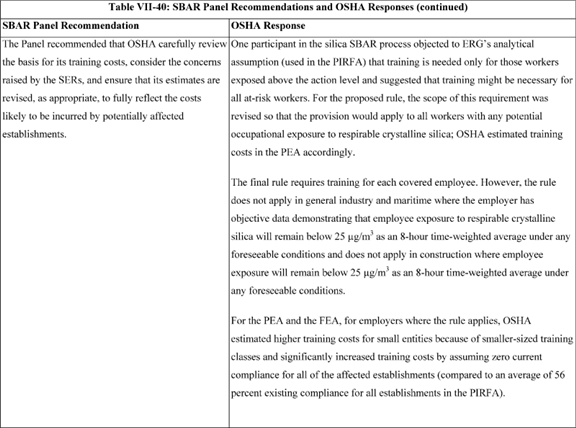 Table VII-40: SBAR Panel Recommendations and OSHA Responses (continued)
SBAR Panel Recommendation
OSHA Response
The Panel recommended that OSHA carefully review
the basis for its training costs, consider the concerns
raised by the SERs, and ensure that its estimates are
revised, as appropriate, to fully reflect the costs
likely to be incurred by potentially affected
establishments.
One participant in the silica SBAR process objected to ERG's analytical
assumption (used in the PIRFA) that training is needed only for those workers
exposed above the action level and suggested that training might be necessary for
all at-risk workers. For the proposed rule, the scope of this requirement was
revised so that the provision would apply to all workers with any potential
occupational exposure to respirable crystalline silica; OSHA estimated training
costs in the PEA accordingly.
The final rule requires training for each covered employee. However, the rule
does not apply in general industry and maritime where the employer has
objective data demonstrating that employee exposure to respirable crystalline
silica will remain below 25 µg/m³ as an 8-hour time-weighted average under any
foreseeable conditions and does not apply in construction where employee
exposure will remain below 25 µg/m³ as an 8-hour time-weighted average under
any foreseeable conditions.
For the PEA and the FEA, for employers where the rule applies, OSHA
estimated higher training costs for small entities because of smaller-sized training
classes and significantly increased training costs by assuming zero current
compliance for all of the affected establishments (compared to an average of 56
percent existing compliance for all establishments in the PIRFA).